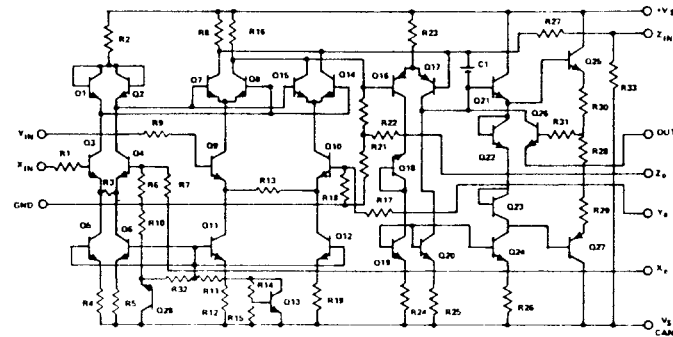 +VS
R2
R8
R16
R23
R27
ZIN
Q1
Q2
Q7
Q8
Q15
Q14
Q16
Q17
C1
Q21
Q25
R33
R30
Q3
YIN
R9
R22
Q26
R31
OUT
XIN
R1
Q4
Q9
Q10
R21
Q22
R28
R3
R6
R7
R13
R18
Q18
Zo
GND
R17
Q23
R29
Yo
Q5
Q6
R10
Q11
Q12
Q19
Q20
Q24
Q27
R32
R11
R14
Q13
R4
R5
Q28
R12
R15
R19
R24
R25
R26
VS
CAN